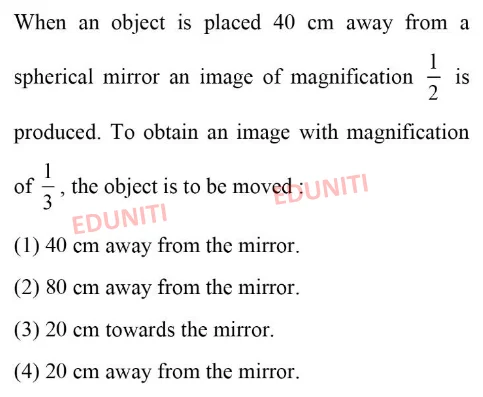 When an object is placed 40 cm away from a
spherical mirror an image of magnification 1/2 is
produced. To obtain an image with magnification
of 1/3, the object is to be moved :
EDUNITI
EDUNITI
(1) 40 cm away from the mirror.
(2) 80 cm away from the mirror.
(3) 20 cm towards the mirror.
(4) 20 cm away from the mirror.